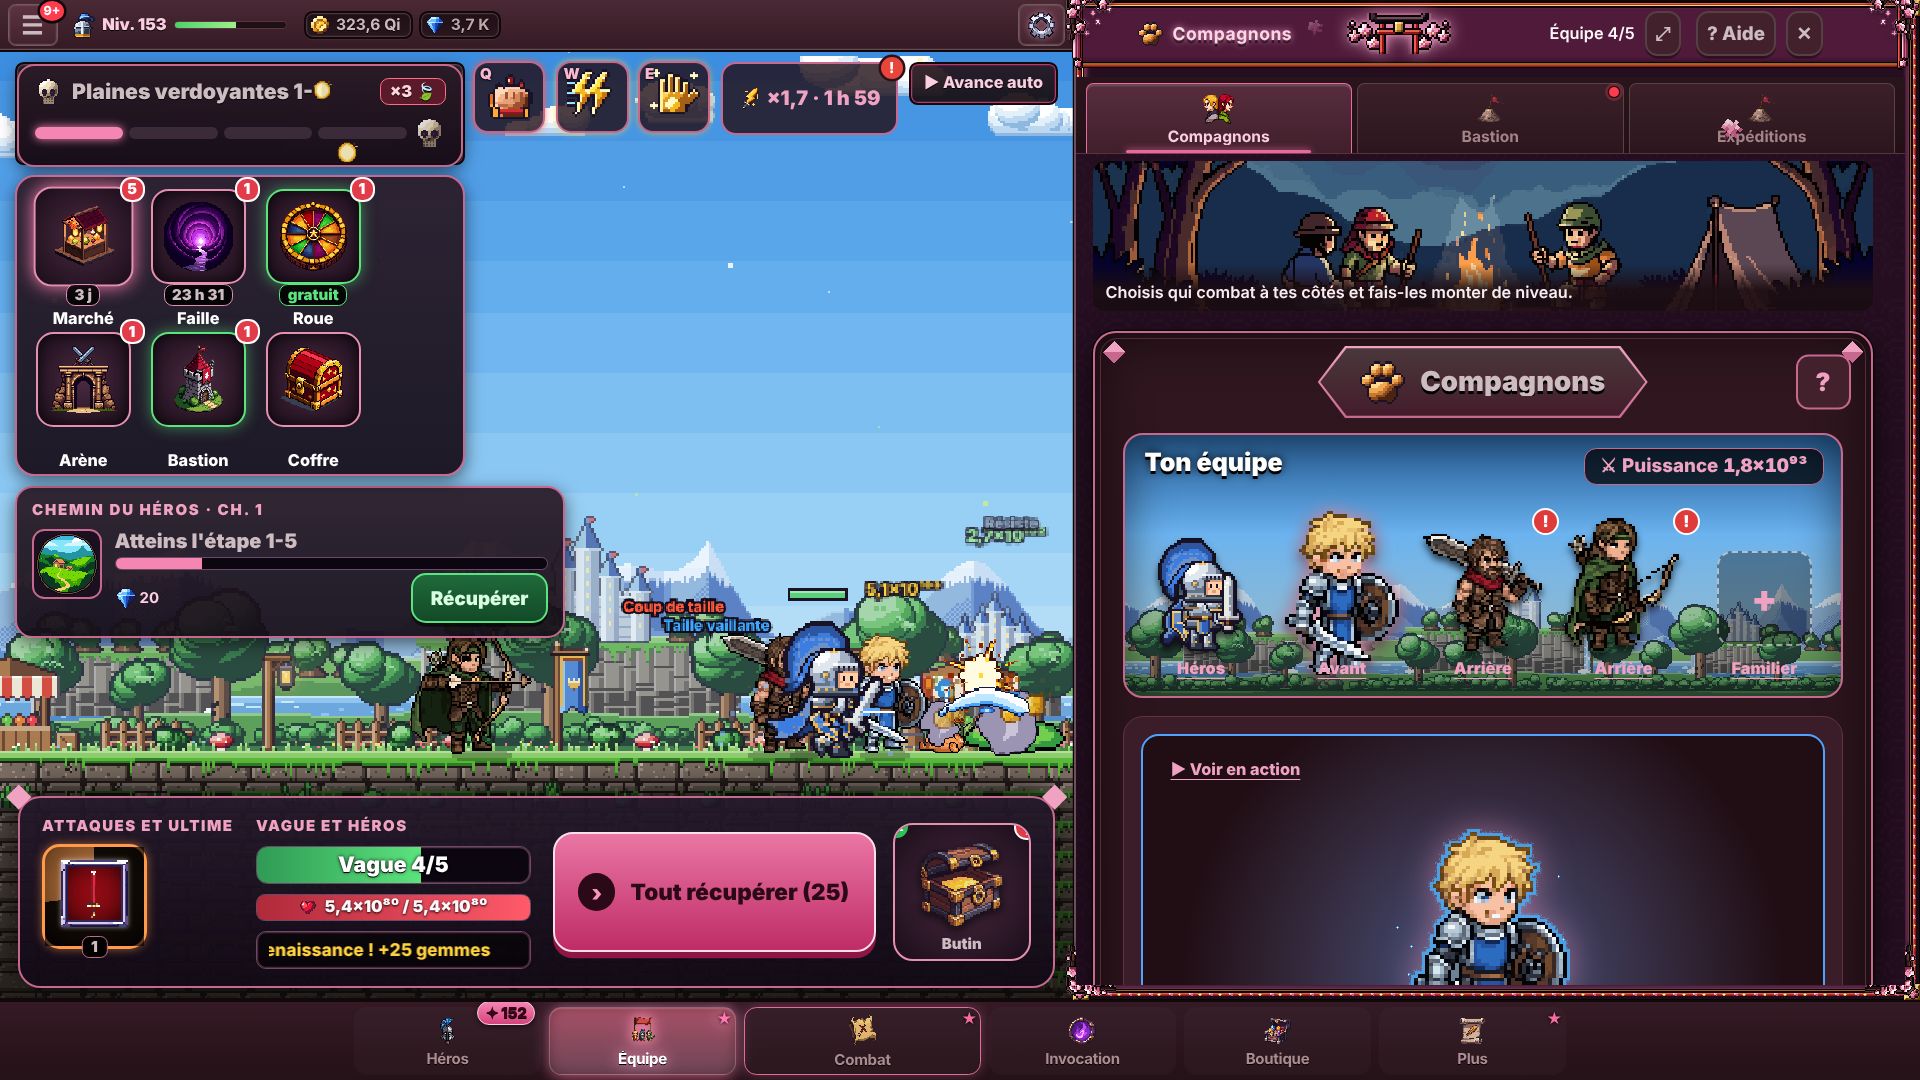 9+
Niv. 153
323,6 Qi
3,7 K
Plaines verdoyantes 1-
×3
Q
W
E
×1,7 · 1 h 59
!
▶ Avance auto
5
3 j
Marché
1
23 h 31
Faille
1
gratuit
Roue
1
Arène
1
Bastion
Coffre
CHEMIN DU HÉROS · CH. 1
Atteins l'étape 1-5
20
Récupérer
Résiste
Coup de taille
Taille vaillante
ATTAQUES ET ULTIME
1
VAGUE ET HÉROS
Vague 4/5
5,4×10⁸⁰ / 5,4×10⁸⁰
enaissance ! +25 gemmes
› Tout récupérer (25)
Butin
Compagnons
Équipe 4/5
? Aide
✕
Compagnons
Bastion
Expéditions
Choisis qui combat à tes côtés et fais-les monter de niveau.
Compagnons
?
Ton équipe
Puissance 1,8×10⁹³
!
!
Héros
Avant
Arrière
Arrière
+
Familier
▶ Voir en action
Héros
✦152
Équipe
Combat
Invocation
Boutique
Plus